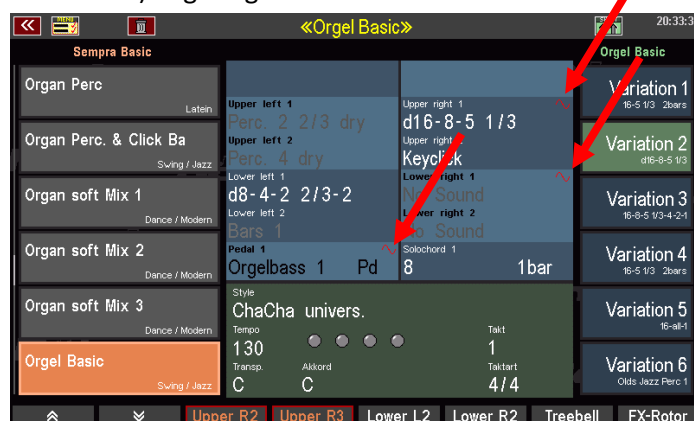 MENU
«Orgel Basic»
20:33:3
Sempra Basic
Orgel Basic
Organ Perc
Latein
Organ Perc. & Click Ba
Swing / Jazz
Organ soft Mix 1
Dance / Modern
Organ soft Mix 2
Dance / Modern
Organ soft Mix 3
Dance / Modern
Orgel Basic
Swing / Jazz
Upper left 1
Perc. 2 2/3 dry
Upper left 2
Perc. 4 dry
Lower left 1
d8-4-2 2/3-2
Lower left 2
Bars 1
Pedal 1
Orgelbass 1 Pd
Upper right 1
d16-8-5 1/3
Upper right
Keyclick
Lower right 1
No Sound
Lower right 2
No Sound
Solochord 1
8 1bar
Style
ChaCha univers.
Tempo
130
Takt
1
Transp.
C
Akkord
C
Taktart
4/4
Variation 1
16-5 1/3 2bars
Variation 2
d16-8-5 1/3
Variation 3
16-8-5 1/3-4-2-1
Variation 4
16-5 1/3 2bars
Variation 5
16-all-1
Variation 6
Olds Jazz Perc 1
Upper R2
Upper R3
Lower L2
Lower R2
Treebell
FX-Rotor